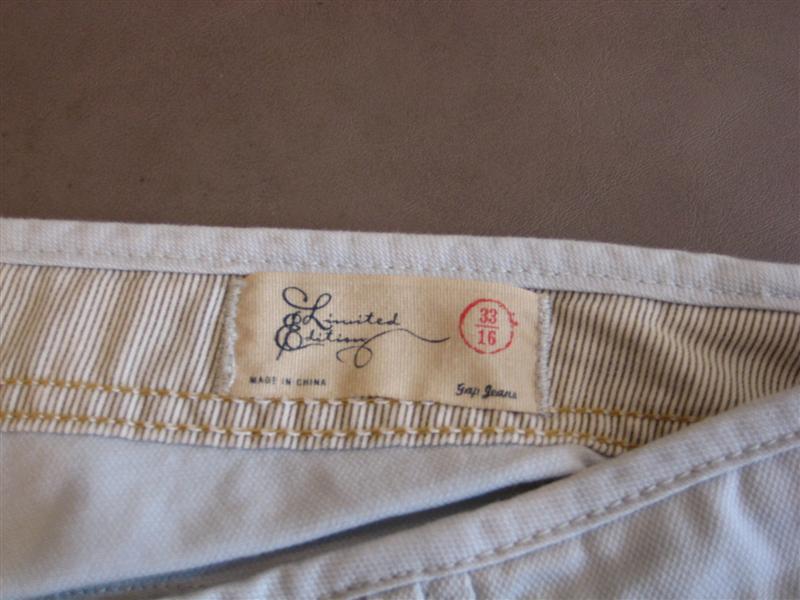 Limited
Edition
33
16
MADE IN CHINA
Gap Jeans